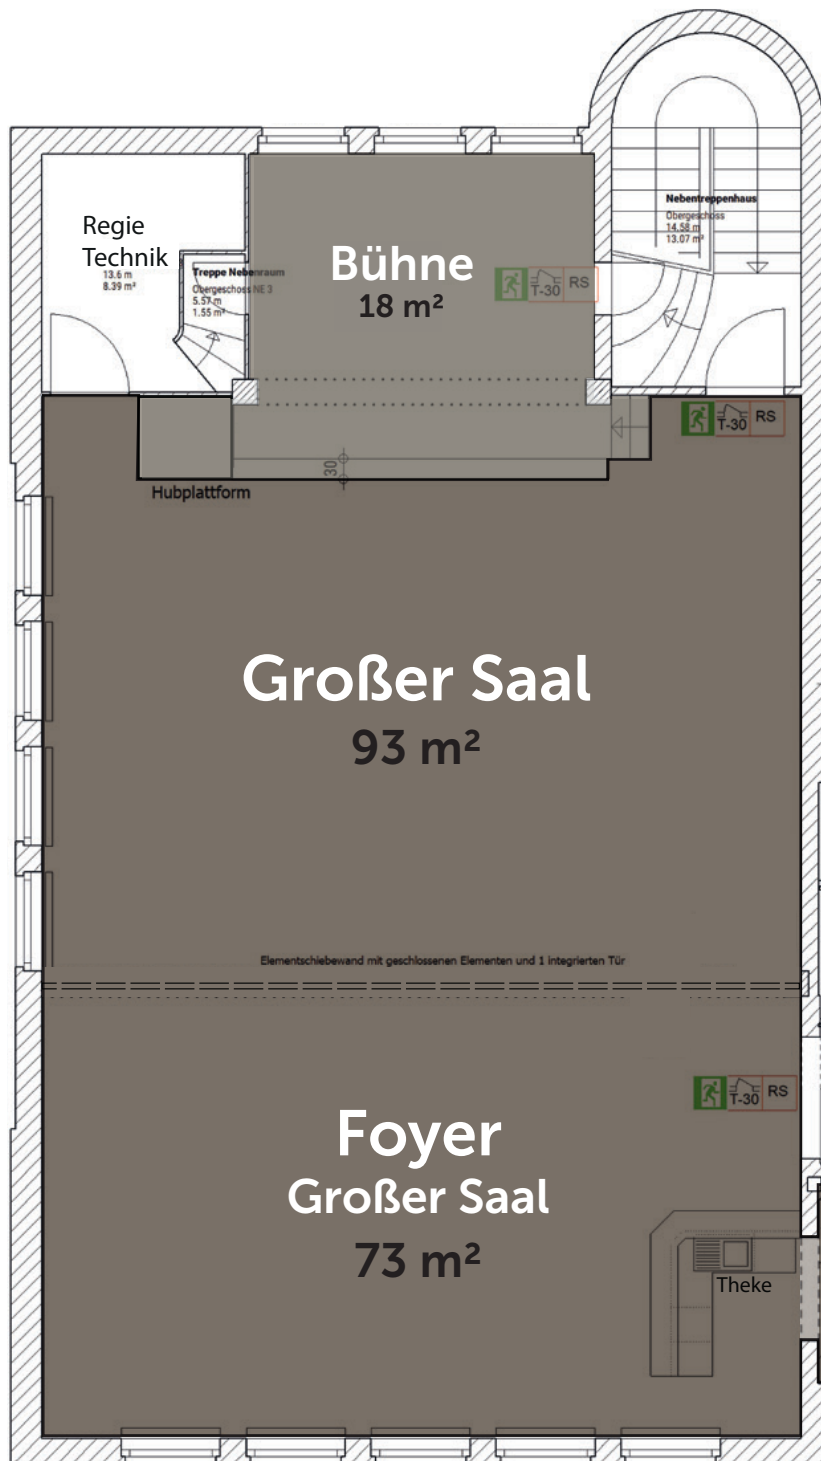 Regie
Technik
13.6 m
8.39 m²
Treppe Nebenraum
Obergeschoss NE 3
5.57 m
1.55 m²
Bühne
18 m²
T-30 RS
Nebentreppenhaus
Obergeschoss
14.58 m
13.07 m²
T-30 RS
30
Hubplattform
Großer Saal
93 m²
Elementschiebewand mit geschlossenen Elementen und 1 integrierten Tür
T-30 RS
Foyer
Großer Saal
73 m²
Theke